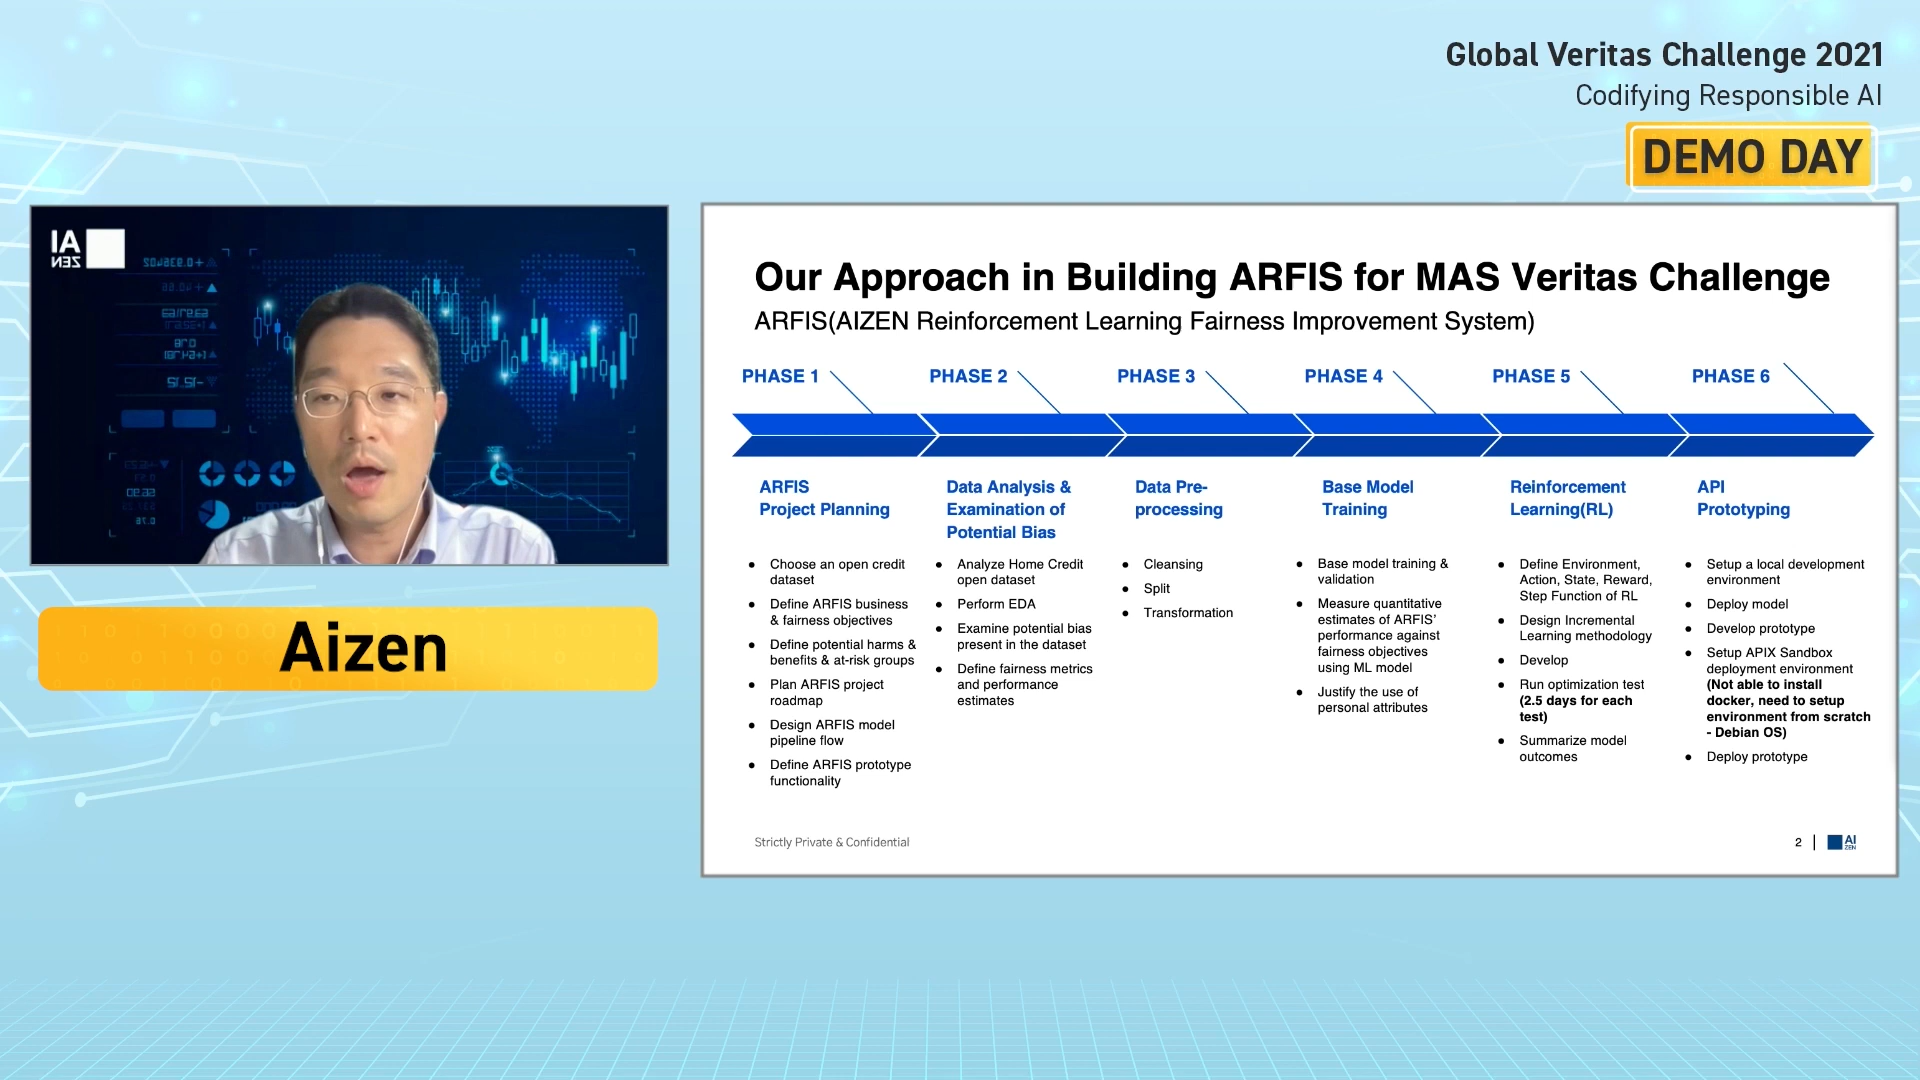 Global Veritas Challenge 2021
Codifying Responsible AI
DEMO DAY
AI
ZEN
Aizen
Our Approach in Building ARFIS for MAS Veritas Challenge
ARFIS(AIZEN Reinforcement Learning Fairness Improvement System)
PHASE 1
PHASE 2
PHASE 3
PHASE 4
PHASE 5
PHASE 6
ARFIS
Project Planning
• Choose an open credit
dataset
• Define ARFIS business
& fairness objectives
• Define potential harms &
benefits & at-risk groups
• Plan ARFIS project
roadmap
• Design ARFIS model
pipeline flow
• Define ARFIS prototype
functionality
Data Analysis &
Examination of
Potential Bias
• Analyze Home Credit
open dataset
• Perform EDA
• Examine potential bias
present in the dataset
• Define fairness metrics
and performance
estimates
Data Pre-
processing
• Cleansing
• Split
• Transformation
Base Model
Training
• Base model training &
validation
• Measure quantitative
estimates of ARFIS’
performance against
fairness objectives
using ML model
• Justify the use of
personal attributes
Reinforcement
Learning(RL)
• Define Environment,
Action, State, Reward,
Step Function of RL
• Design Incremental
Learning methodology
• Develop
• Run optimization test
(2.5 days for each
test)
• Summarize model
outcomes
API
Prototyping
• Setup a local development
environment
• Deploy model
• Develop prototype
• Setup APIX Sandbox
deployment environment
(Not able to install
docker, need to setup
environment from scratch
- Debian OS)
• Deploy prototype
Strictly Private & Confidential
2 |
AI
ZEN